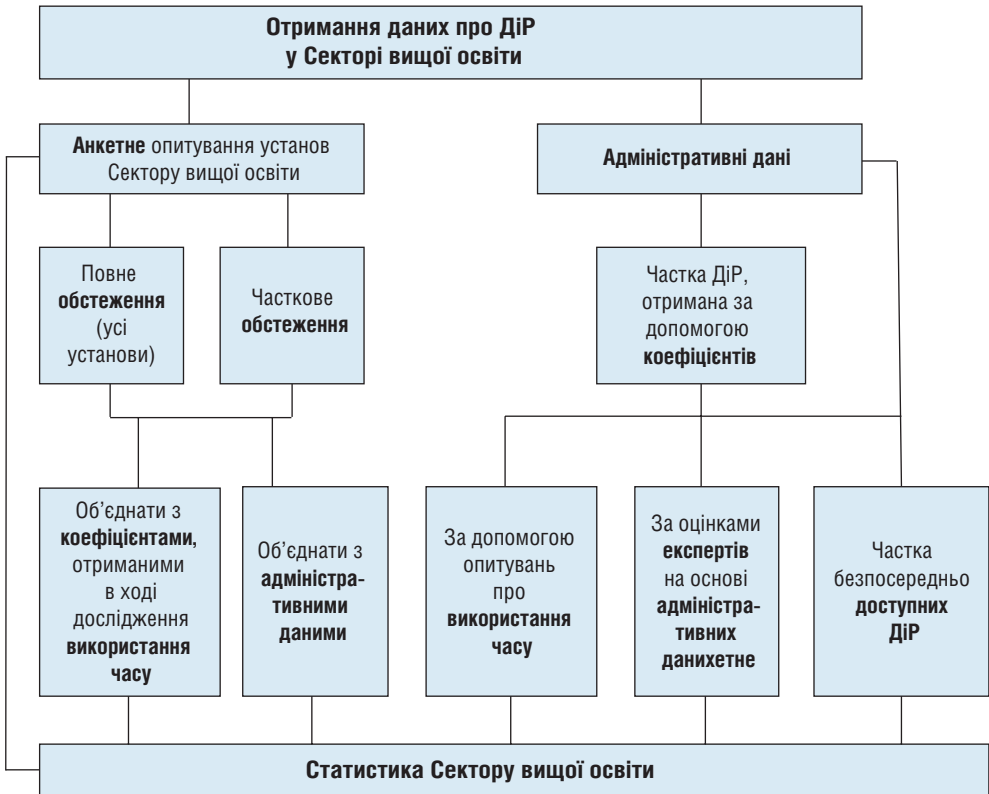 Отримання даних про ДіР
у Секторі вищої освіти
Анкетне опитування установ
Сектору вищої освіти
Адміністративні дані
Повне
обстеження
(усі
установи)
Часткове
обстеження
Частка ДіР,
отримана за
допомогою
коефіцієнтів
Об’єднати з
коефіцієнтами,
отриманими
в ході
дослідження
використання
часу
Об’єднати з
адміністра-
тивними
даними
За допомогою
опитувань
про
використання
часу
За оцінками
експертів
на основі
адміністра-
тивних
данихетне
Частка
безпосередньо
доступних
ДіР
Статистика Сектору вищої освіти